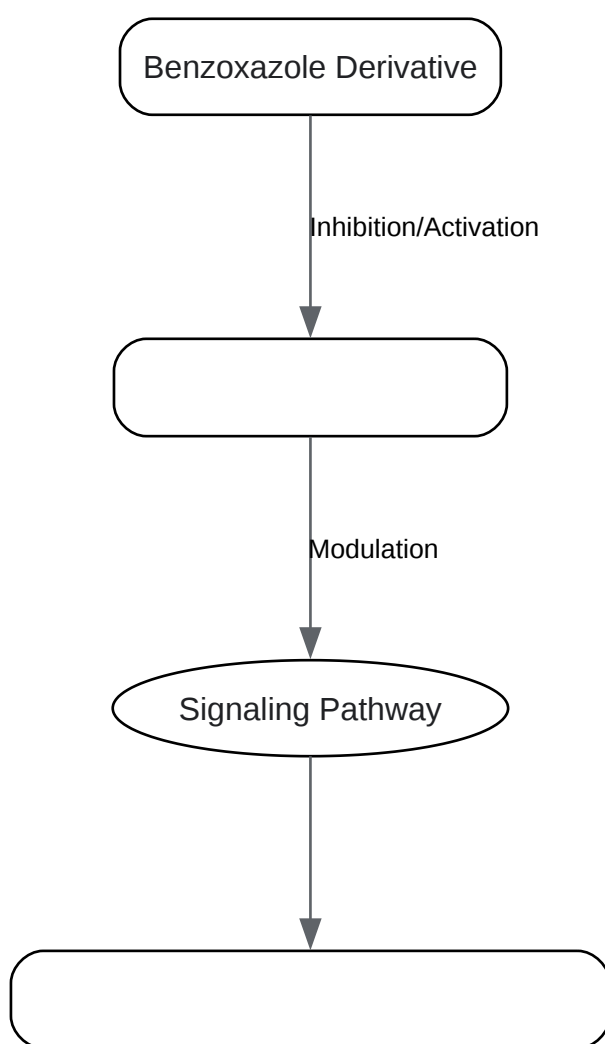 Benzoxazole Derivative
Inhibition/Activation
Modulation
Signaling Pathway